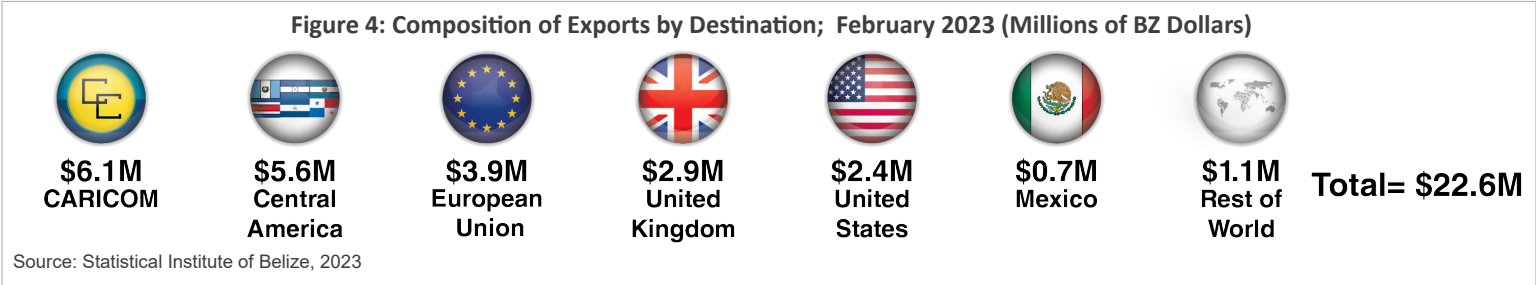 Figure 4: Composition of Exports by Destination; February 2023 (Millions of BZ Dollars)
$6.1M
CARICOM
$5.6M
Central
America
$3.9M
European
Union
$2.9M
United
Kingdom
$2.4M
United
States
$0.7M
Mexico
$1.1M
Rest of
World
Total= $22.6M
Source: Statistical Institute of Belize, 2023